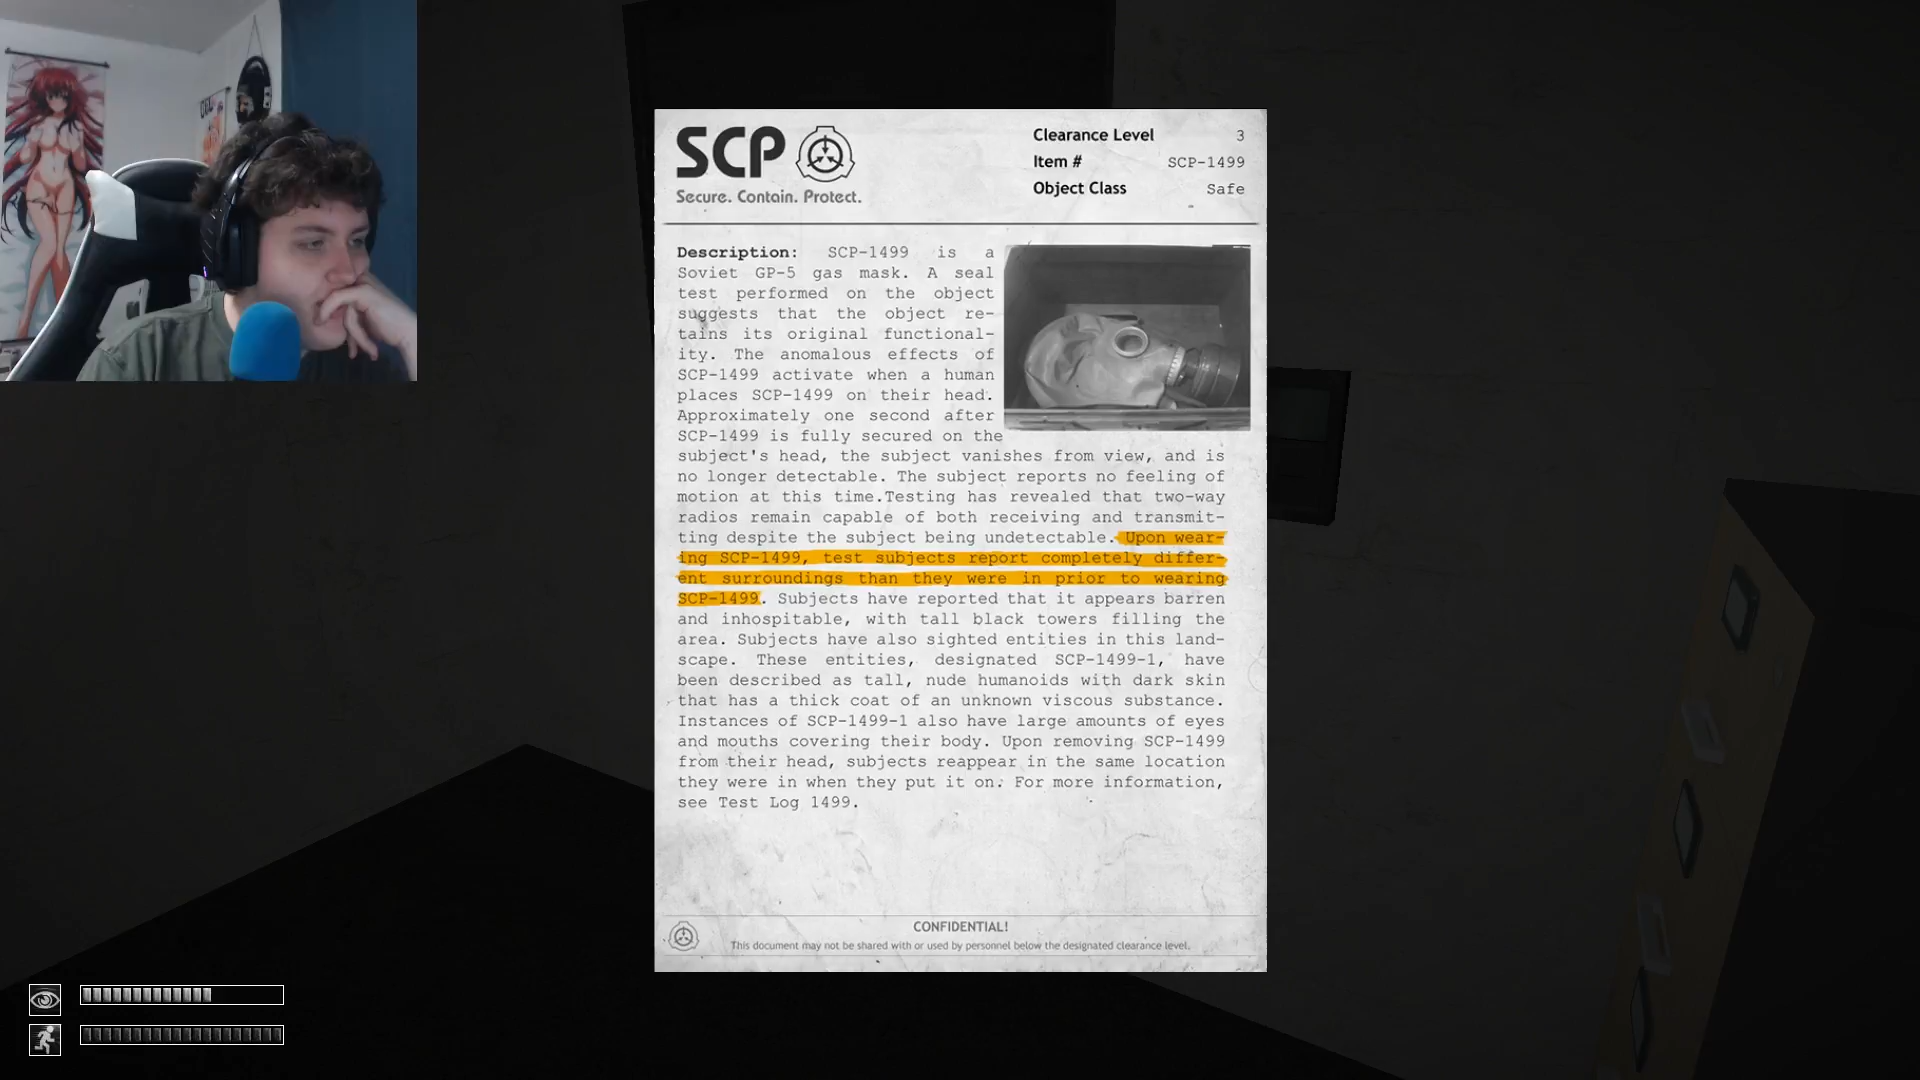 SCP
Secure. Contain. Protect.
Clearance Level 3
Item # SCP-1499
Object Class Safe
Description: SCP-1499 is a
Soviet GP-5 gas mask. A seal
test performed on the object
suggests that the object re-
tains its original functional-
ity. The anomalous effects of
SCP-1499 activate when a human
places SCP-1499 on their head.
Approximately one second after
SCP-1499 is fully secured on the
subject's head, the subject vanishes from view, and is
no longer detectable. The subject reports no feeling of
motion at this time.Testing has revealed that two-way
radios remain capable of both receiving and transmit-
ting despite the subject being undetectable. Upon wear-
ing SCP-1499, test subjects report completely differ-
ent surroundings than they were in prior to wearing
SCP-1499. Subjects have reported that it appears barren
and inhospitable, with tall black towers filling the
area. Subjects have also sighted entities in this land-
scape. These entities, designated SCP-1499-1, have
been described as tall, nude humanoids with dark skin
that has a thick coat of an unknown viscous substance.
Instances of SCP-1499-1 also have large amounts of eyes
and mouths covering their body. Upon removing SCP-1499
from their head, subjects reappear in the same location
they were in when they put it on. For more information,
see Test Log 1499.
CONFIDENTIAL!
This document may not be shared with or used by personnel below the designated clearance level.